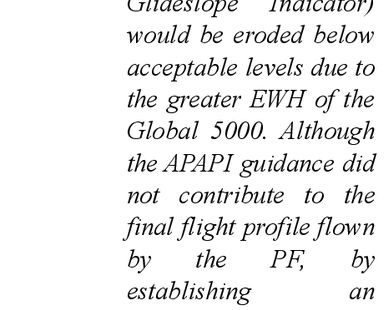 Glideslope Indicator)
would be eroded below
acceptable levels due to
the greater EWH of the
Global 5000. Although
the APAPI guidance did
not contribute to the
final flight profile flown
by the PF, by
establishing an